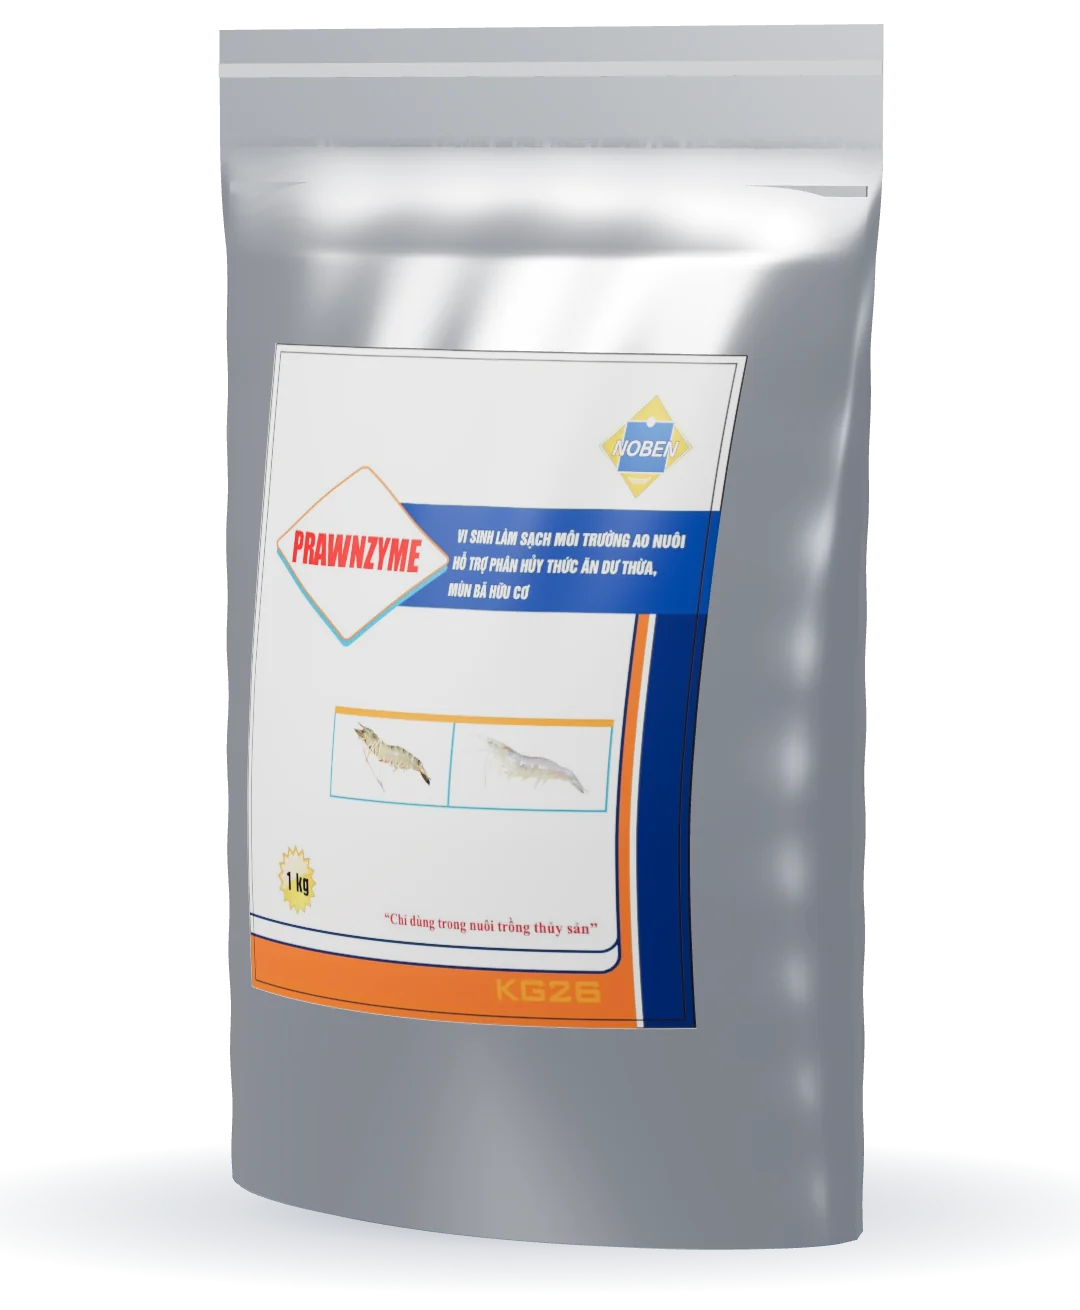 NOBEN
PRAWNZYME
VI SINH LÀM SẠCH MÔI TRƯỜNG AO NUÔI
HỖ TRỢ PHÂN HỦY THỨC ĂN DƯ THỪA,
MÙN BÃ HỮU CƠ
1 kg
“Chỉ dùng trong nuôi trồng thủy sản”
KG26